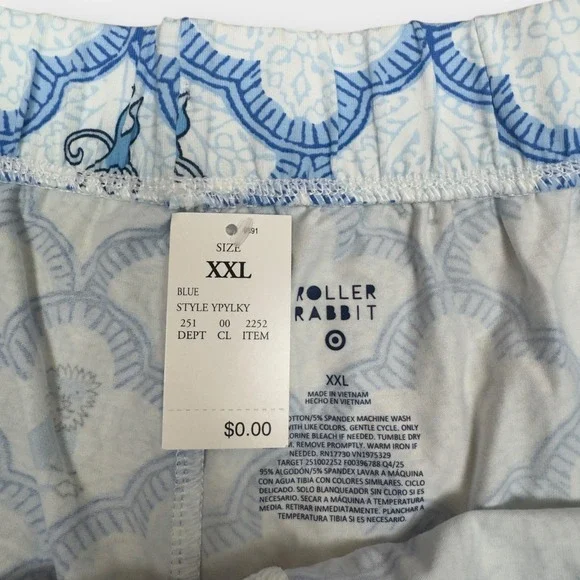 9691
SIZE
XXL
BLUE
STYLE YPYLKY
251 00 2252
DEPT CL ITEM
$0.00
ROLLER
RABBIT
XXL
MADE IN VIETNAM
HECHO EN VIETNAM
COTTON/5% SPANDEX MACHINE WASH
WITH LIKE COLORS. GENTLE CYCLE. ONLY
BLEACH IF NEEDED. TUMBLE DRY
REMOVE PROMPTLY. WARM IRON IF
NEEDED. RN17730 VN1975329
TARGET 251002252 F00396788 Q4/25
95% ALGODÓN/5% SPANDEX LAVAR A MÁQUINA
CON AGUA TIBIA CON COLORES SIMILARES. CICLO
DELICADO. SOLO BLANQUEADOR SIN CLORO SI ES
NECESARIO. SECAR A MÁQUINA A TEMPERATURA
MEDIA. RETIRAR INMEDIATAMENTE. PLANCHAR A
TEMPERATURA TIBIA SI ES NECESARIO.